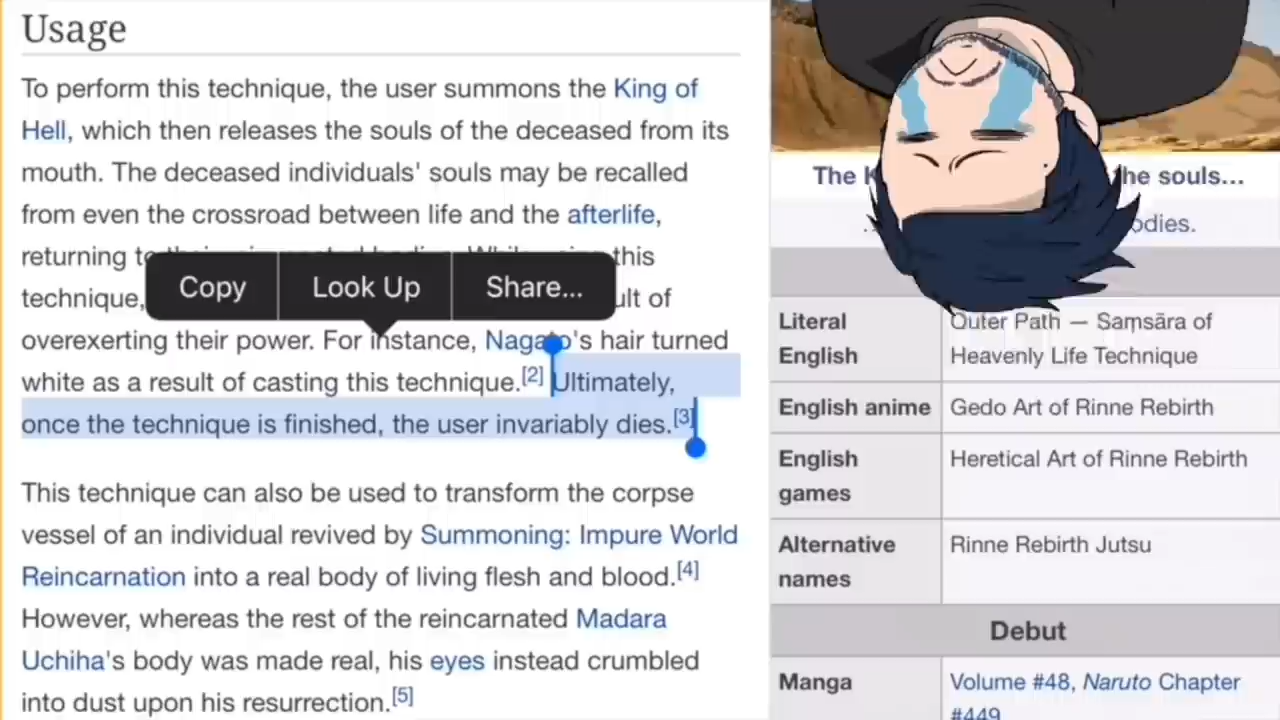 Usage
To perform this technique, the user summons the King of
Hell, which then releases the souls of the deceased from its
mouth. The deceased individuals' souls may be recalled
from even the crossroad between life and the afterlife,
returning this
technique,
overexerting their power. For instance, Nagato's hair turned
white as a result of casting this technique.[2] Ultimately,
once the technique is finished, the user invariably dies.[3]
Copy Look Up Share...
This technique can also be used to transform the corpse
vessel of an individual revived by Summoning: Impure World
Reincarnation into a real body of living flesh and blood.[4]
However, whereas the rest of the reincarnated Madara
Uchiha's body was made real, his eyes instead crumbled
into dust upon his resurrection.[5]
The the souls...
Literal English Outer Path — Saṃsāra of
Heavenly Life Technique
English anime Gedo Art of Rinne Rebirth
English games Heretical Art of Rinne Rebirth
Alternative names Rinne Rebirth Jutsu
Debut
Manga Volume #48, Naruto Chapter
#449